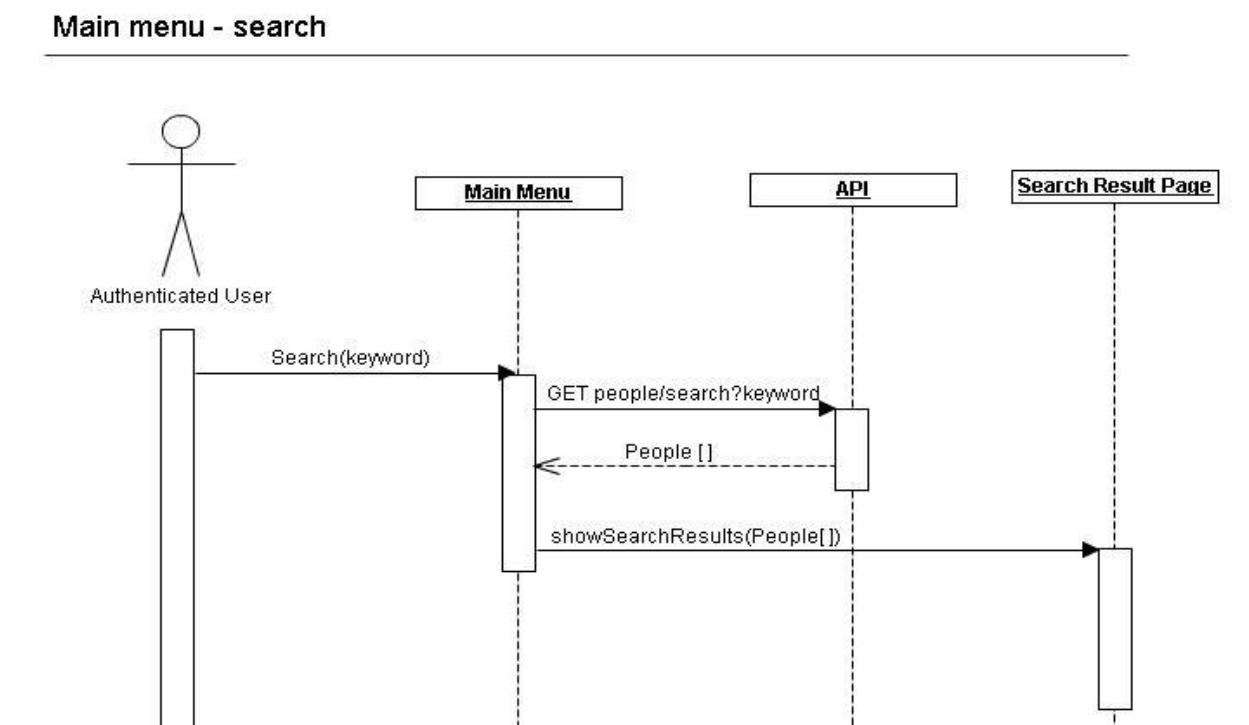 Main menu - search
Main Menu
API
Search Result Page
Authenticated User
Search(keyword)
GET people/search?keyword
People [ ]
showSearchResults(People[ ])